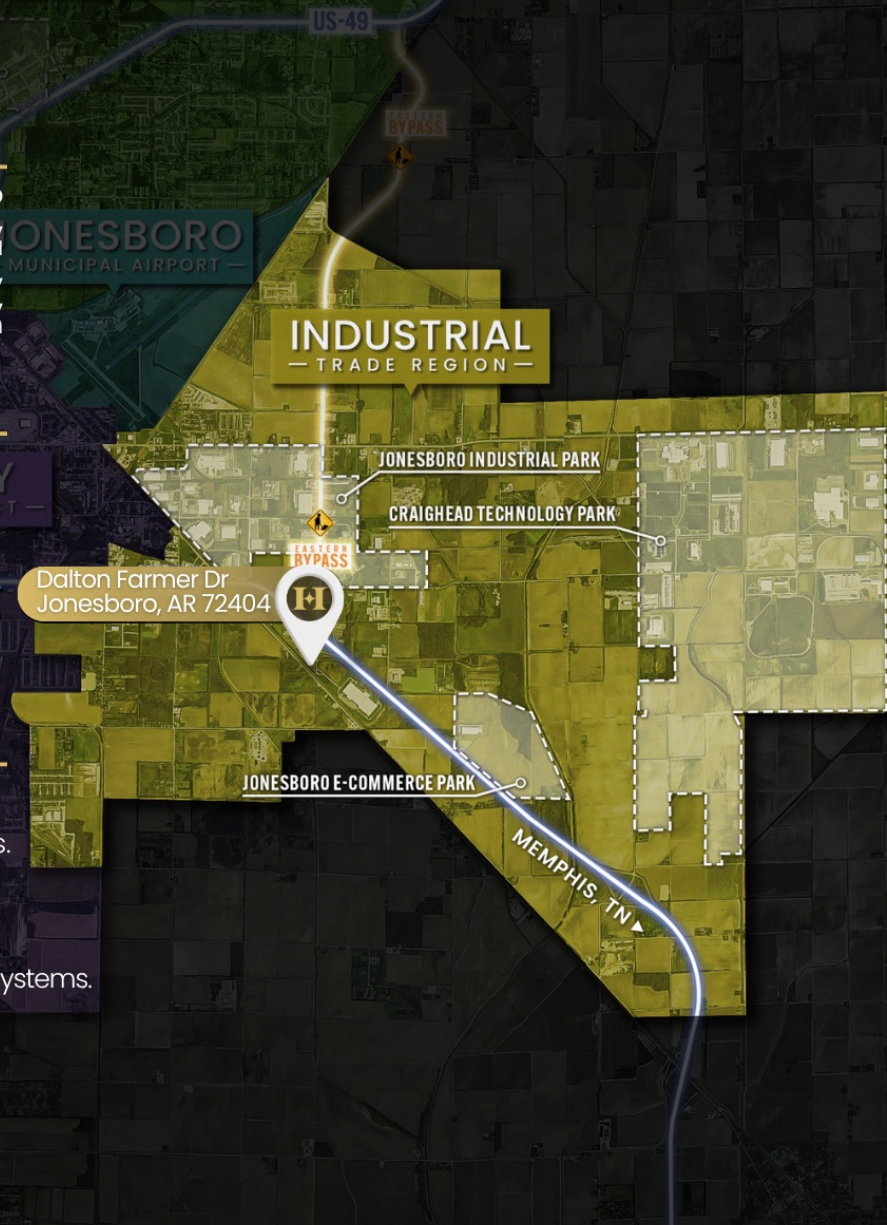 US-49
EASTERN
BYPASS
ONESBORO
MUNICIPAL AIRPORT
INDUSTRIAL
TRADE REGION
JONESBORO INDUSTRIAL PARK
CRAIGHEAD TECHNOLOGY PARK
Y
T
EASTERN
BYPASS
Dalton Farmer Dr
Jonesboro, AR 72404
H
JONESBORO E-COMMERCE PARK
s.
MEMPHIS, TN
ystems.